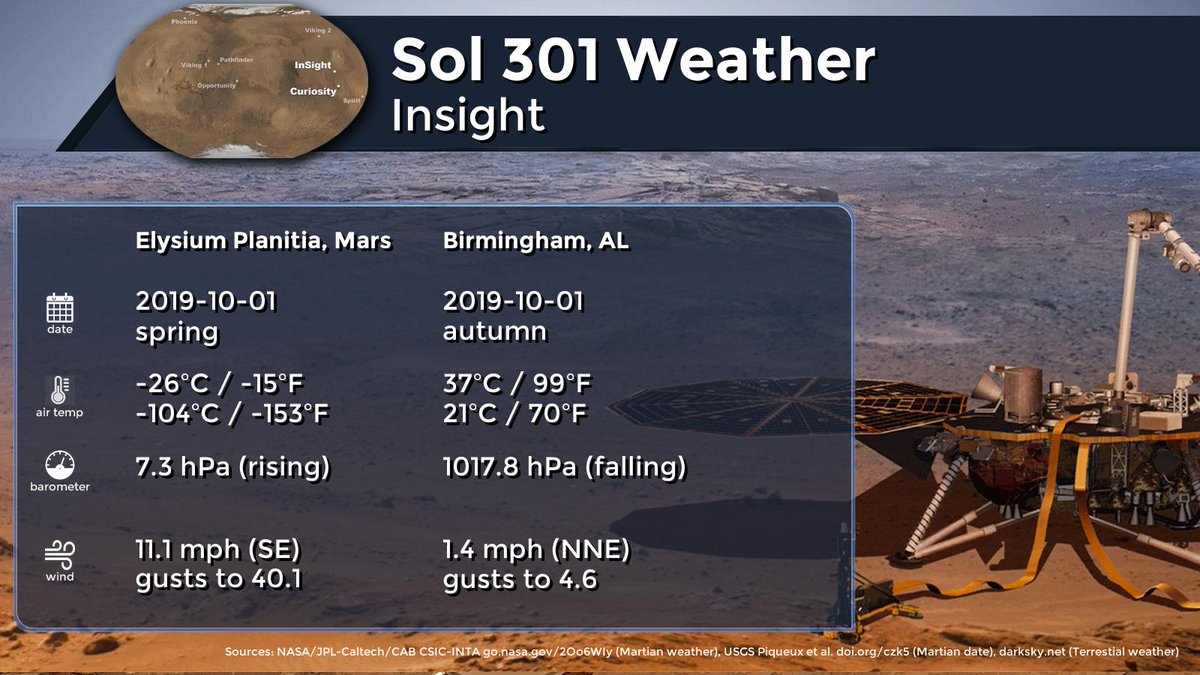 Phoenix
Viking 2
Viking 1
Pathfinder
InSight
Opportunity
Curiosity
Spirit
Sol 301 Weather
Insight
Elysium Planitia, Mars
Birmingham, AL
date
2019-10-01
spring
2019-10-01
autumn
air temp
-26°C / -15°F
-104°C / -153°F
37°C / 99°F
21°C / 70°F
barometer
7.3 hPa (rising)
1017.8 hPa (falling)
wind
11.1 mph (SE)
gusts to 40.1
1.4 mph (NNE)
gusts to 4.6
Sources: NASA/JPL-Caltech/CAB CSIC-INTA go.nasa.gov/2Oo6Wly (Martian weather), USGS Piqueux et al. doi.org/czk5 (Martian date), darksky.net (Terrestial weather)